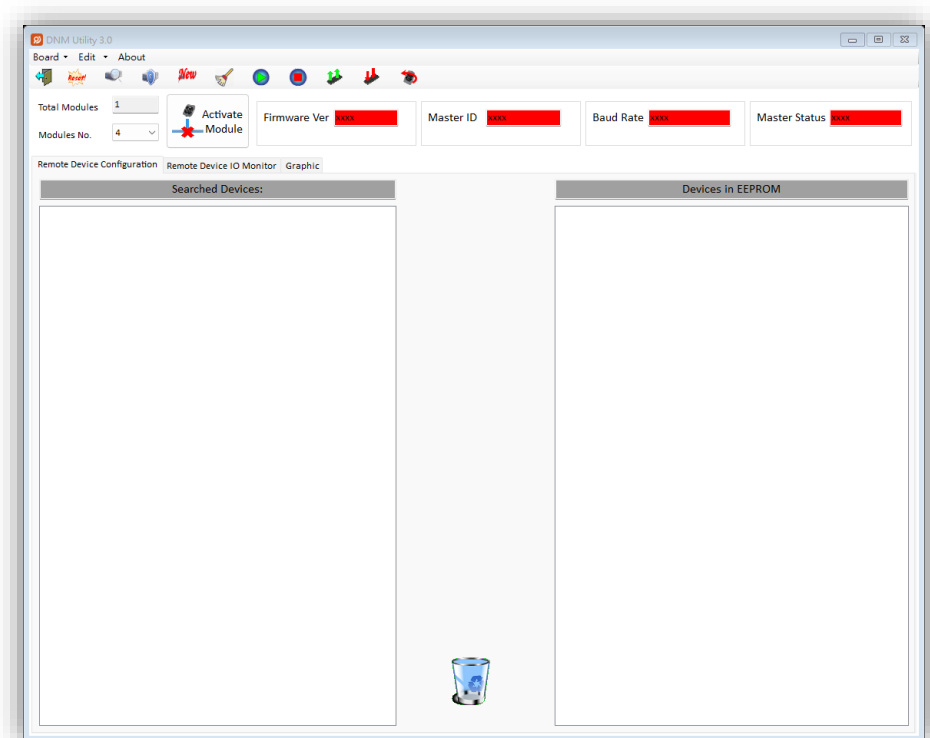 DNM Utility 3.0
Board Edit About
Reset! New
Total Modules 1
Modules No. 4
Activate
Module
Firmware Ver xxxx
Master ID xxxx
Baud Rate xxxx
Master Status xxxx
Remote Device Configuration Remote Device IO Monitor Graphic
Searched Devices: Devices in EEPROM